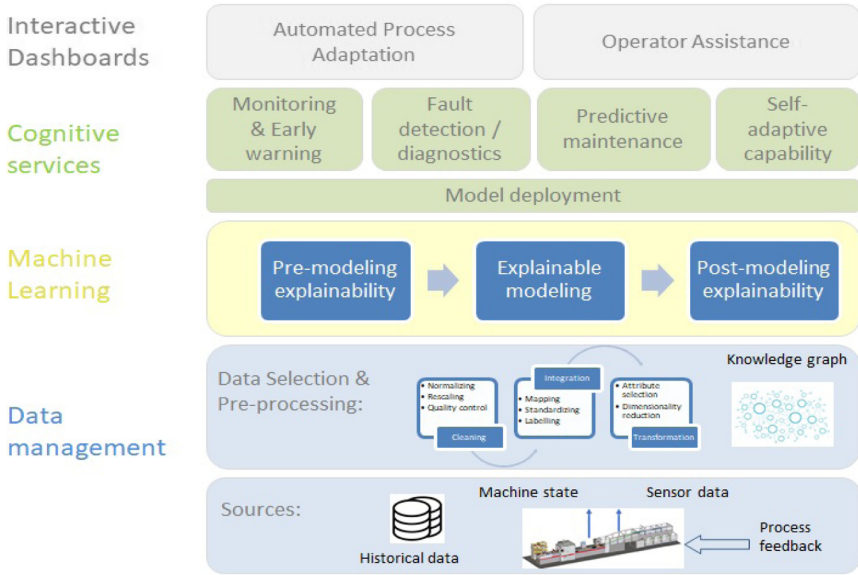 Interactive
Dashboards
Automated Process
Adaptation
Operator Assistance
Cognitive
services
Monitoring
& Early
warning
Fault
detection /
diagnostics
Predictive
maintenance
Self-
adaptive
capability
Model deployment
Machine
Learning
Pre-modeling
explainability
Explainable
modeling
Post-modeling
explainability
Data
management
Data Selection &
Pre-processing:
• Normalizing
• Rescaling
• Quality control
Cleaning
Integration
• Mapping
• Standardizing
• Labelling
• Attribute
selection
• Dimensionality
reduction
Transformation
Knowledge graph
Sources:
Historical data
Machine state
Sensor data
Process
feedback